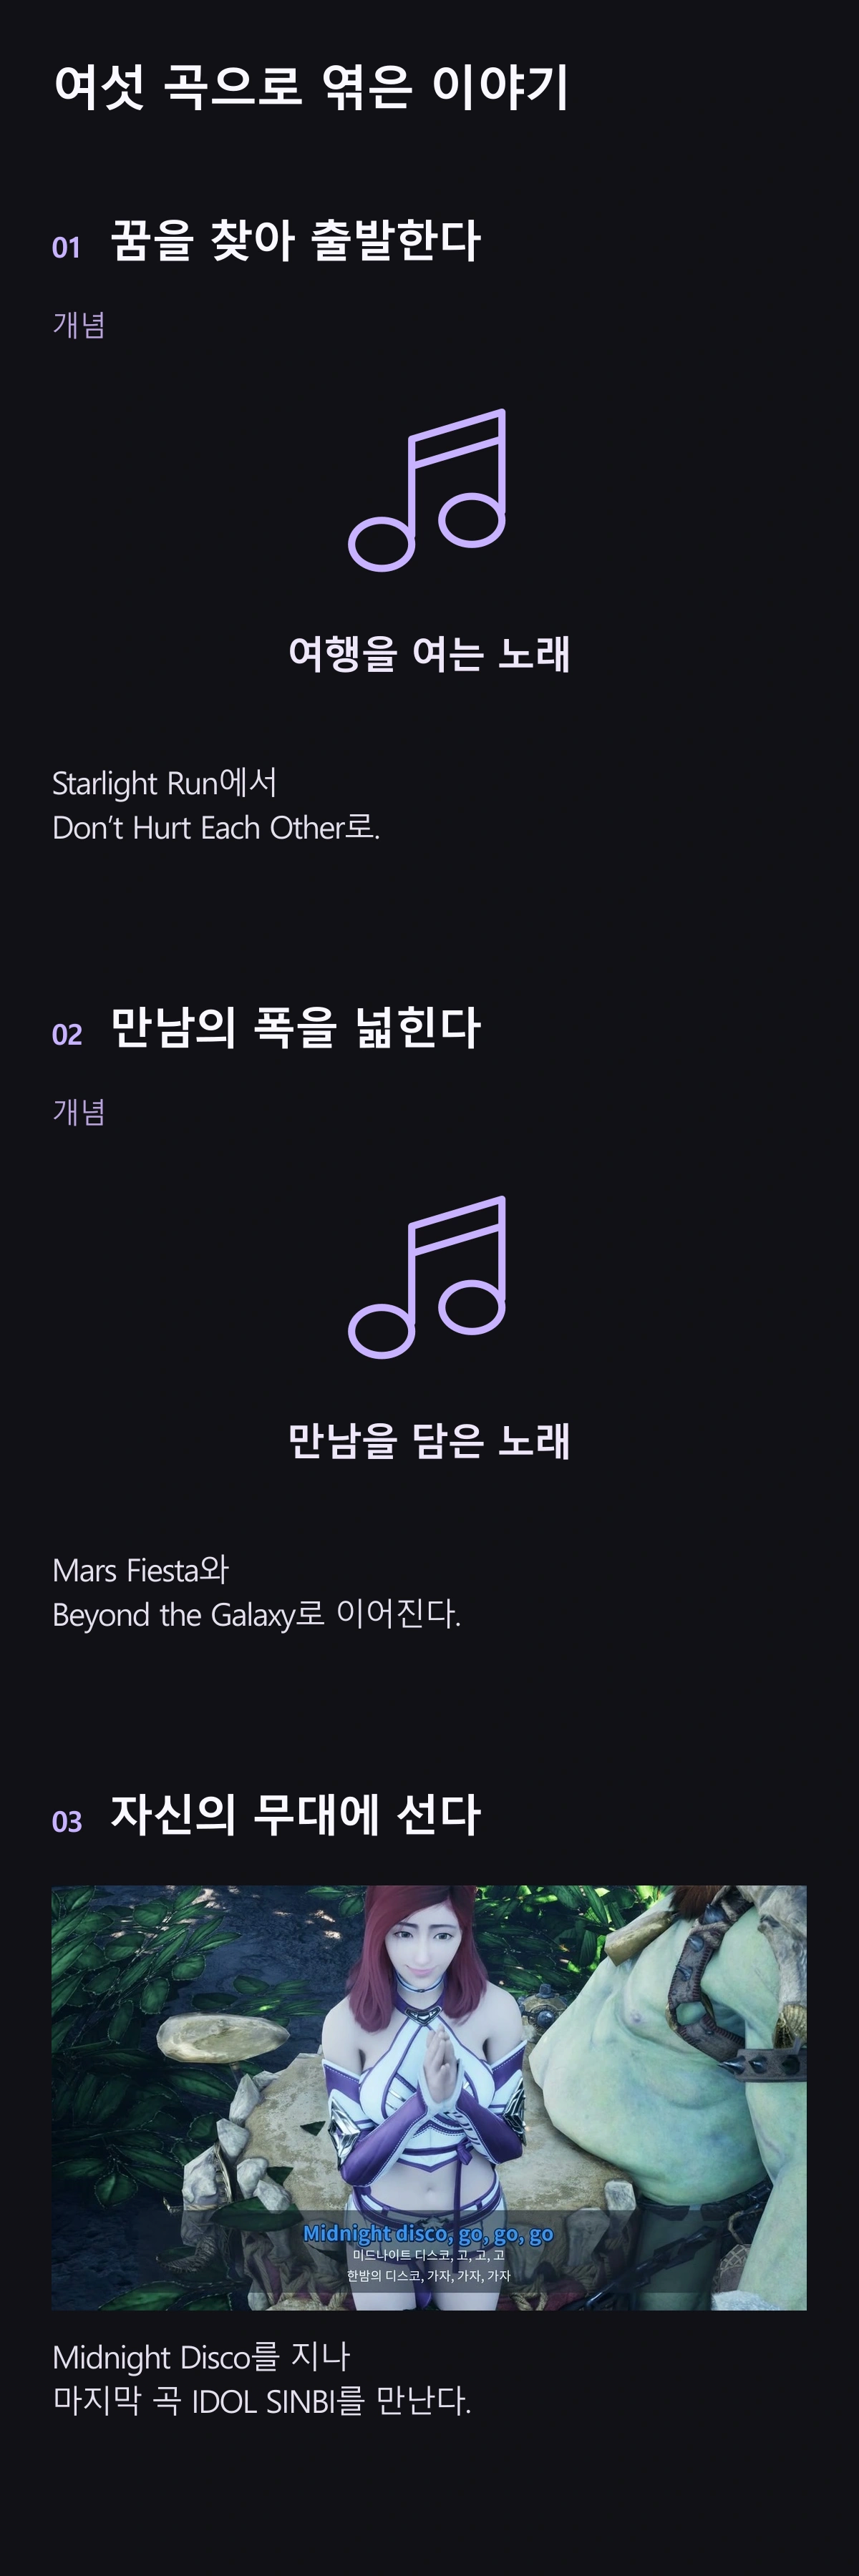 여섯 곡으로 엮은 이야기
01 꿈을 찾아 출발한다
개념
여행을 여는 노래
Starlight Run에서
Don’t Hurt Each Other로.
02 만남의 폭을 넓힌다
개념
만남을 담은 노래
Mars Fiesta와
Beyond the Galaxy로 이어진다.
03 자신의 무대에 선다
Midnight disco, go, go, go
미드나이트 디스코, 고, 고, 고
한밤의 디스코, 가자, 가자, 가자
Midnight Disco를 지나
마지막 곡 IDOL SINBI를 만난다.